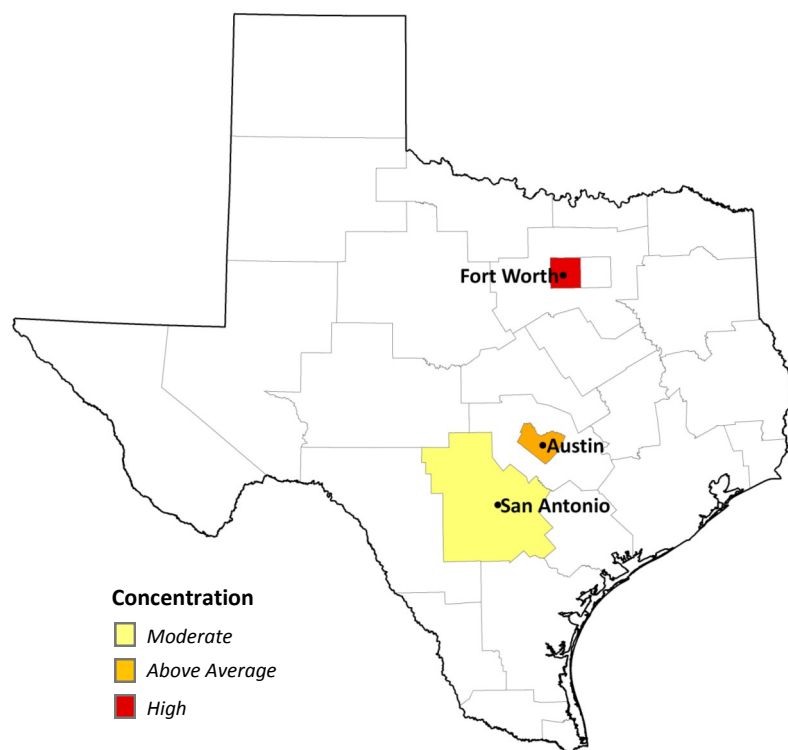 Fort Worth
Austin
San Antonio
Concentration
Moderate
Above Average
High